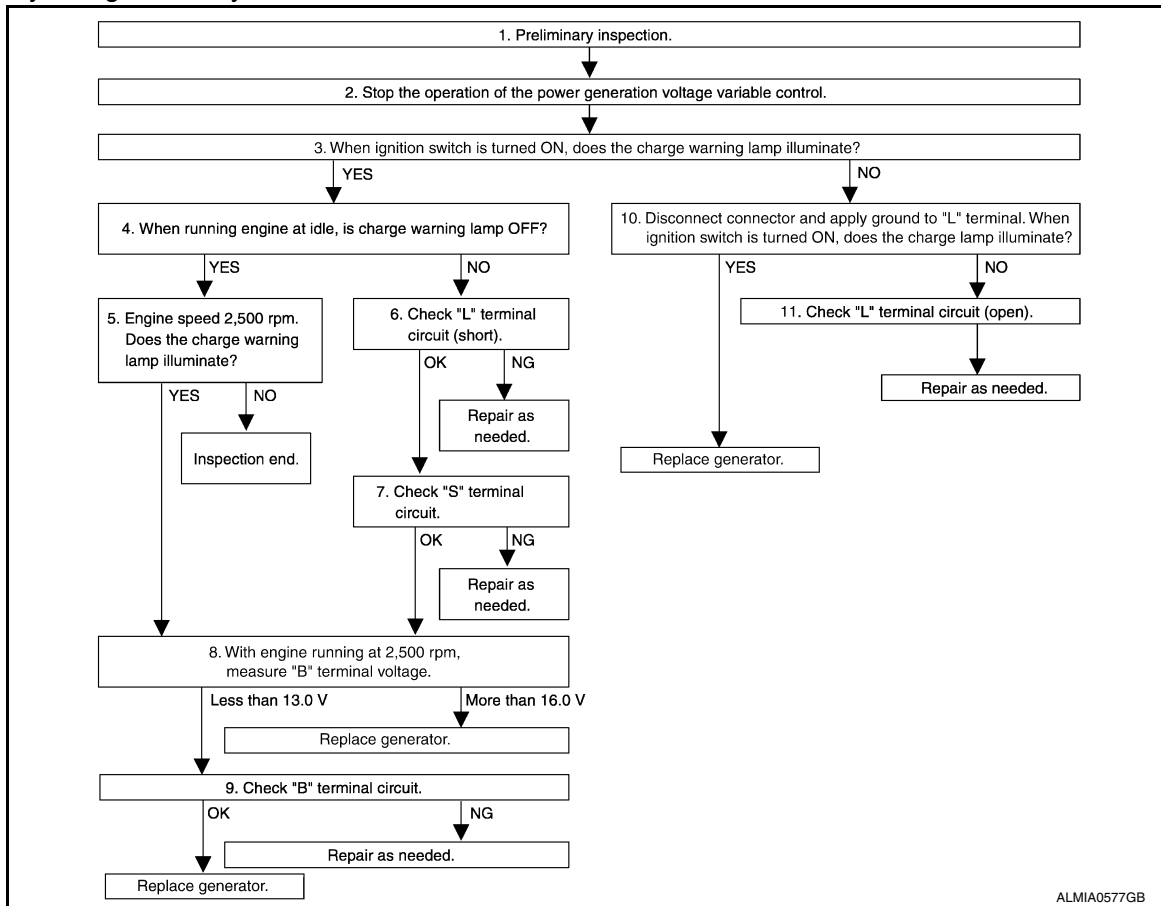 1. Preliminary inspection.
2. Stop the operation of the power generation voltage variable control.
3. When ignition switch is turned ON, does the charge warning lamp illuminate?
YES
NO
4. When running engine at idle, is charge warning lamp OFF?
10. Disconnect connector and apply ground to "L" terminal. When
ignition switch is turned ON, does the charge lamp illuminate?
YES
NO
YES
NO
5. Engine speed 2,500 rpm.
Does the charge warning
lamp illuminate?
6. Check "L" terminal
circuit (short).
11. Check "L" terminal circuit (open).
OK
NG
YES
NO
Repair as needed.
Repair as
needed.
Inspection end.
Replace generator.
7. Check "S" terminal
circuit.
OK
NG
Repair as
needed.
8. With engine running at 2,500 rpm,
measure "B" terminal voltage.
Less than 13.0 V
More than 16.0 V
Replace generator.
9. Check "B" terminal circuit.
OK
NG
Repair as needed.
Replace generator.
ALMIA0577GB